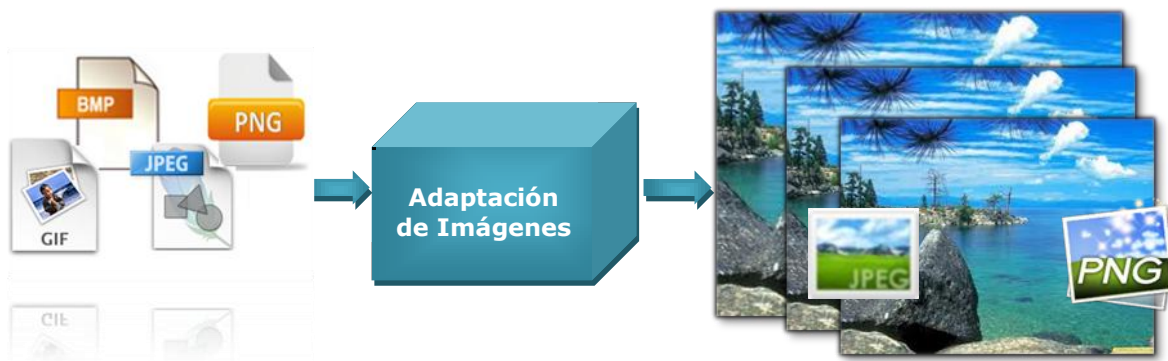 BMP
PNG
JPEG
GIF
Adaptación
de Imágenes
JPEG
PNG